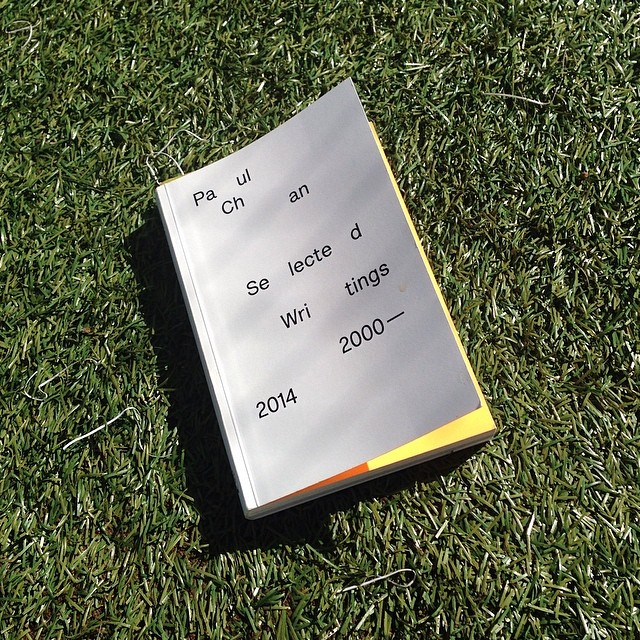 Pa ul
Ch an
Se lecte d
Wri tings
2000—
2014